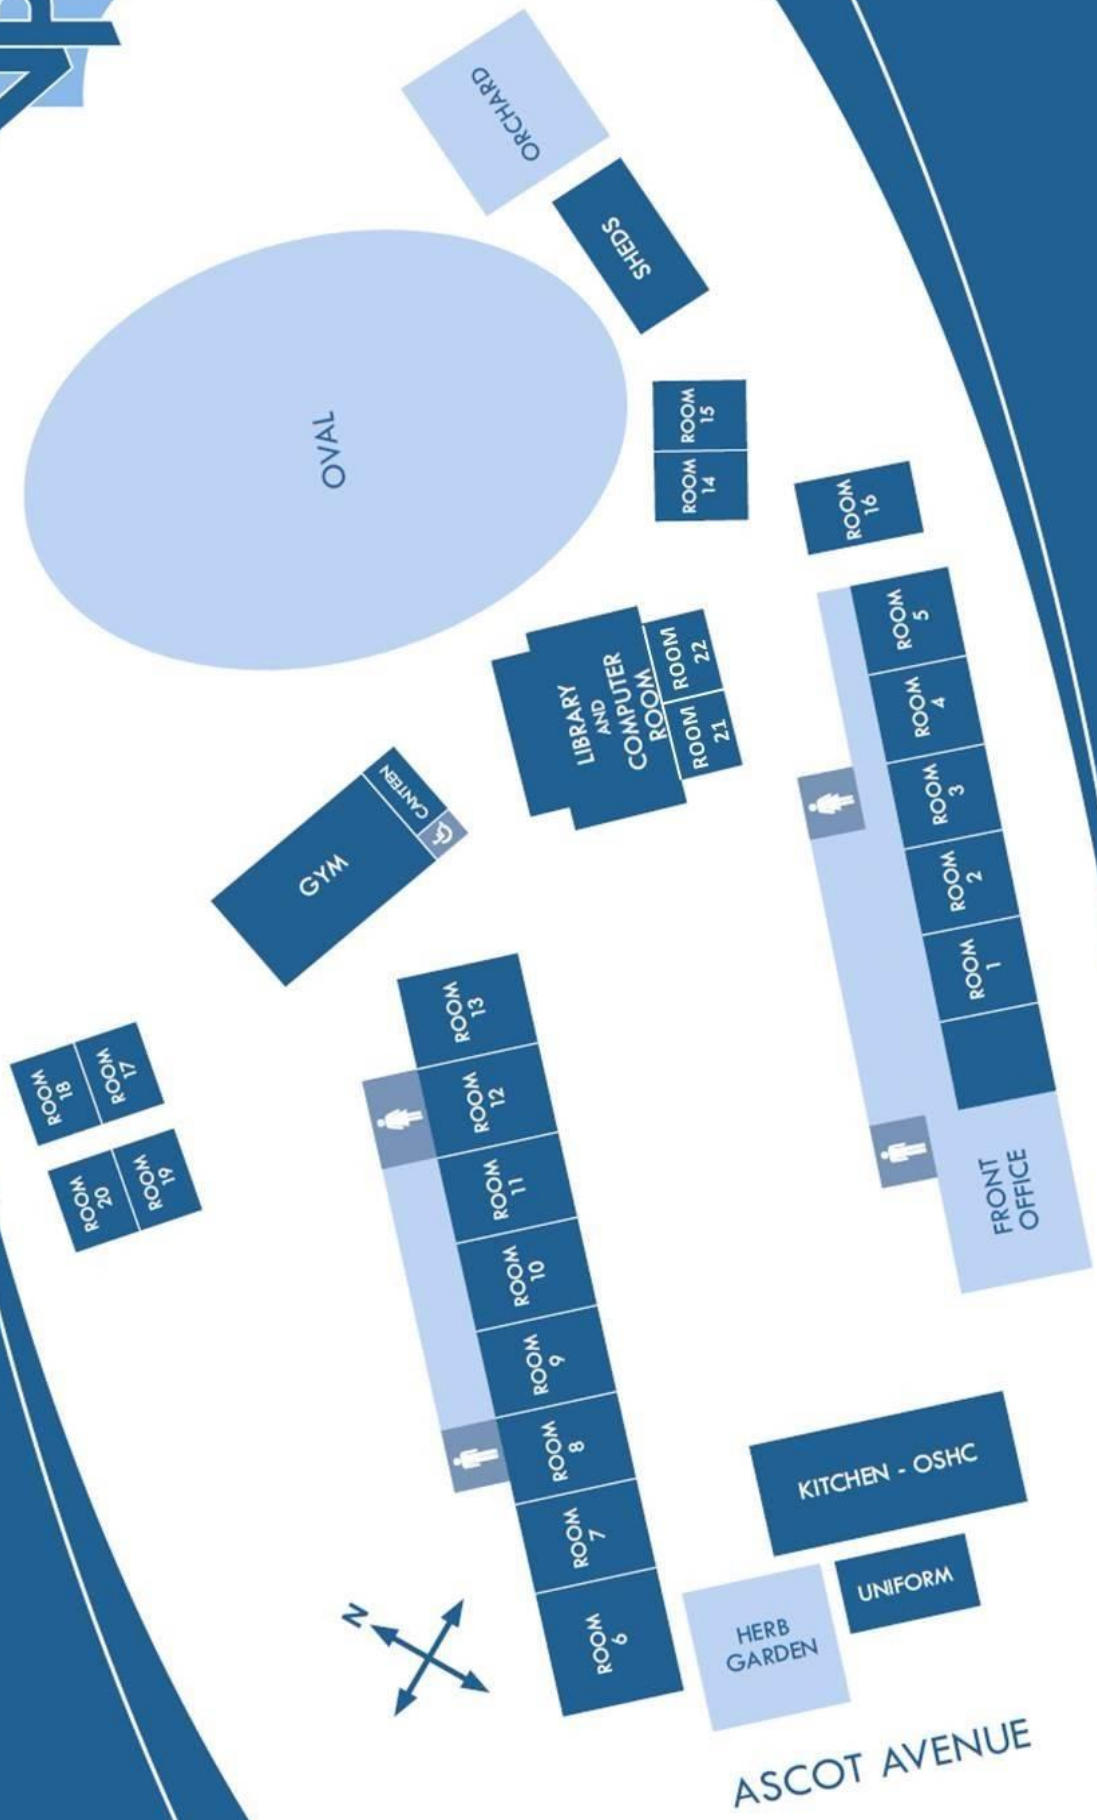 ORCHARD
SHEDS
OVAL
ROOM
15
ROOM
14
ROOM
16
ROOM
5
ROOM
4
ROOM
3
ROOM
2
ROOM
1
LIBRARY
AND
COMPUTER
ROOM
ROOM
22
ROOM
21
CANTEEN
GYM
ROOM
18
ROOM
17
ROOM
20
ROOM
19
ROOM
13
ROOM
12
ROOM
11
ROOM
10
ROOM
9
ROOM
8
ROOM
7
ROOM
6
FRONT
OFFICE
KITCHEN - OSHC
UNIFORM
HERB
GARDEN
N
ASCOT AVENUE